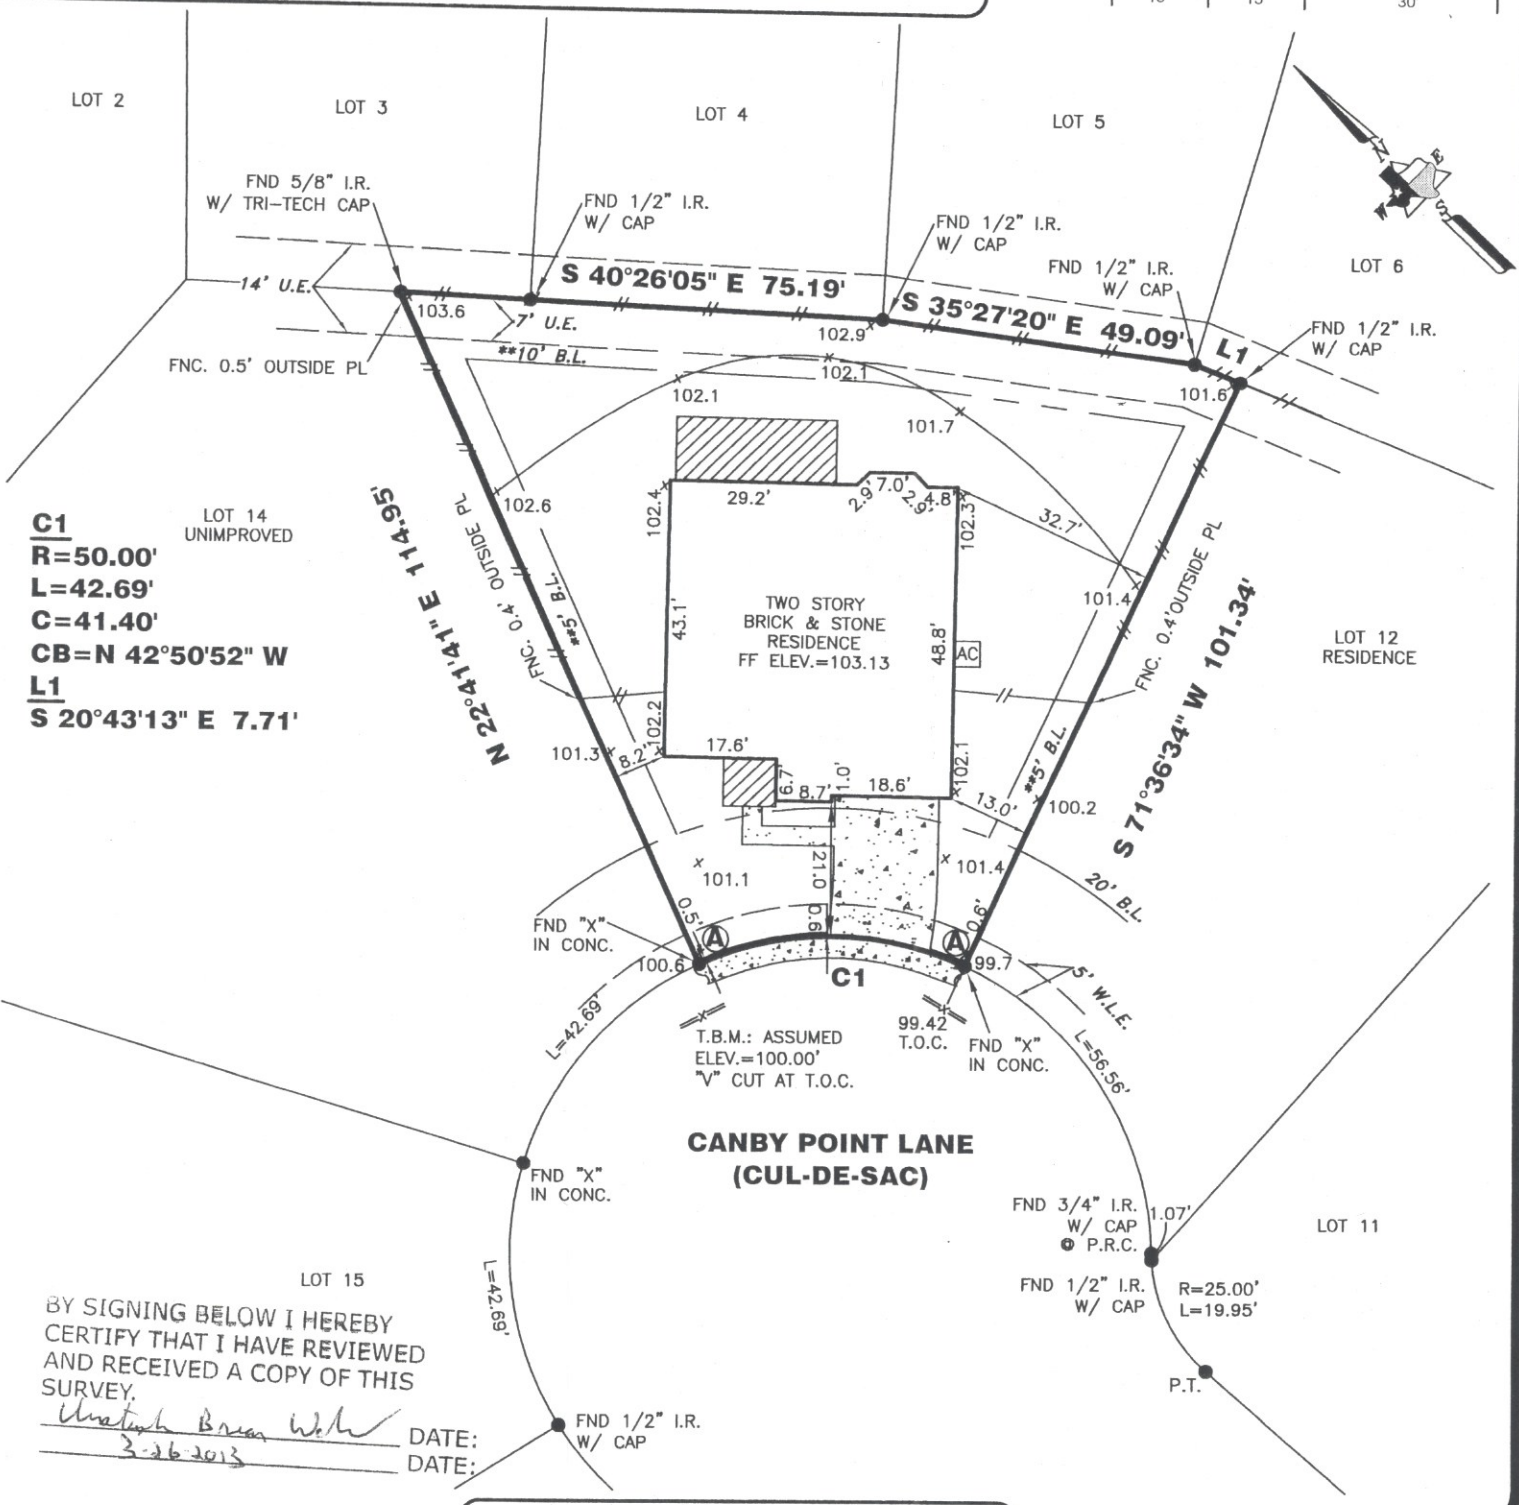 30
LOT 2
LOT 3
LOT 4
LOT 5
LOT 6
N
E
S
W
FND 5/8" I.R.
W/ TRI-TECH CAP
FND 1/2" I.R.
W/ CAP
FND 1/2" I.R.
W/ CAP
FND 1/2" I.R.
W/ CAP
FND 1/2" I.R.
W/ CAP
14' U.E.
S 40°26'05" E 75.19'
S 35°27'20" E 49.09'
L1
103.6
7' U.E.
102.9
101.6
FNC. 0.5' OUTSIDE PL
**10' B.L.
102.1
102.1
101.7
102.6
102.4
29.2'
2.9'
7.0'
2.9'
4.8'
102.3
32.7'
LOT 14
UNIMPROVED
C1
R=50.00'
L=42.69'
C=41.40'
CB=N 42°50'52" W
L1
S 20°43'13" E 7.71'
N 22°41'41" E 114.95'
FNC. 0.4' OUTSIDE PL
**5' B.L.
43.1'
TWO STORY
BRICK & STONE
RESIDENCE
FF ELEV.=103.13
48.8'
AC
101.4
FNC. 0.4'OUTSIDE PL
S 71°36'34" W 101.34'
LOT 12
RESIDENCE
102.2
101.3
8.2'
17.6'
6.7'
8.7'
1.0'
18.6'
102.1
13.0'
**5' B.L.
100.2
101.1
21.0
101.4
20' B.L.
FND "X"
IN CONC.
0.5'
A
0.6
A
0.6'
100.6
C1
99.7
5' W.L.E.
L=42.69'
T.B.M.: ASSUMED
ELEV.=100.00'
"V" CUT AT T.O.C.
99.42
T.O.C.
FND "X"
IN CONC.
L=56.56'
CANBY POINT LANE
(CUL-DE-SAC)
FND "X"
IN CONC.
FND 3/4" I.R.
W/ CAP
@ P.R.C.
1.07'
LOT 11
FND 1/2" I.R.
W/ CAP
R=25.00'
L=19.95'
L=42.69'
P.T.
LOT 15
BY SIGNING BELOW I HEREBY
CERTIFY THAT I HAVE REVIEWED
AND RECEIVED A COPY OF THIS
SURVEY.
DATE:
3-26-2013 DATE:
FND 1/2" I.R.
W/ CAP